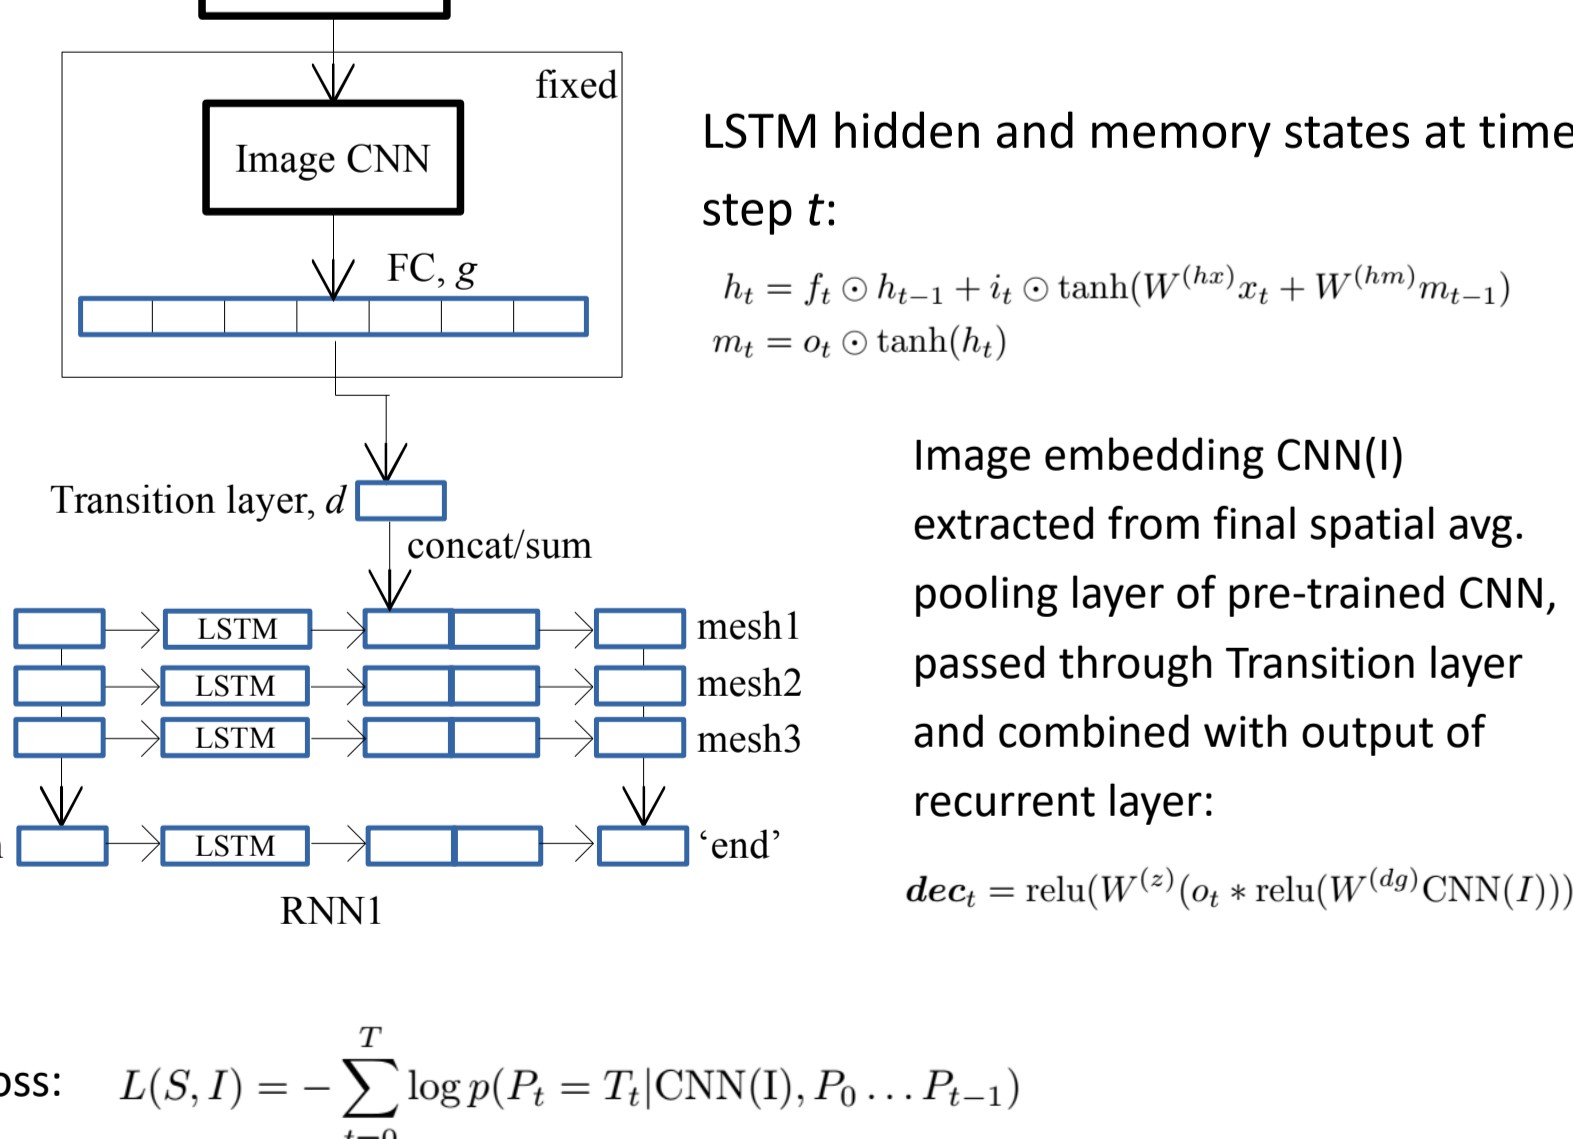 fixed
Image CNN
FC, g
Transition layer, d
concat/sum
LSTM
mesh1
LSTM
mesh2
LSTM
mesh3
LSTM
‘end’
RNN1
LSTM hidden and memory states at time
step t:
h_t = f_t ⊙ h_{t−1} + i_t ⊙ tanh(W^{(hx)}x_t + W^{(hm)}m_{t−1})
m_t = o_t ⊙ tanh(h_t)
Image embedding CNN(I)
extracted from final spatial avg.
pooling layer of pre-trained CNN,
passed through Transition layer
and combined with output of
recurrent layer:
dec_t = relu(W^{(z)}(o_t ∗ relu(W^{(dg)}CNN(I)))
oss: L(S, I) = − ∑_{t=0}^{T} log p(P_t = T_t|CNN(I), P_0 … P_{t−1})